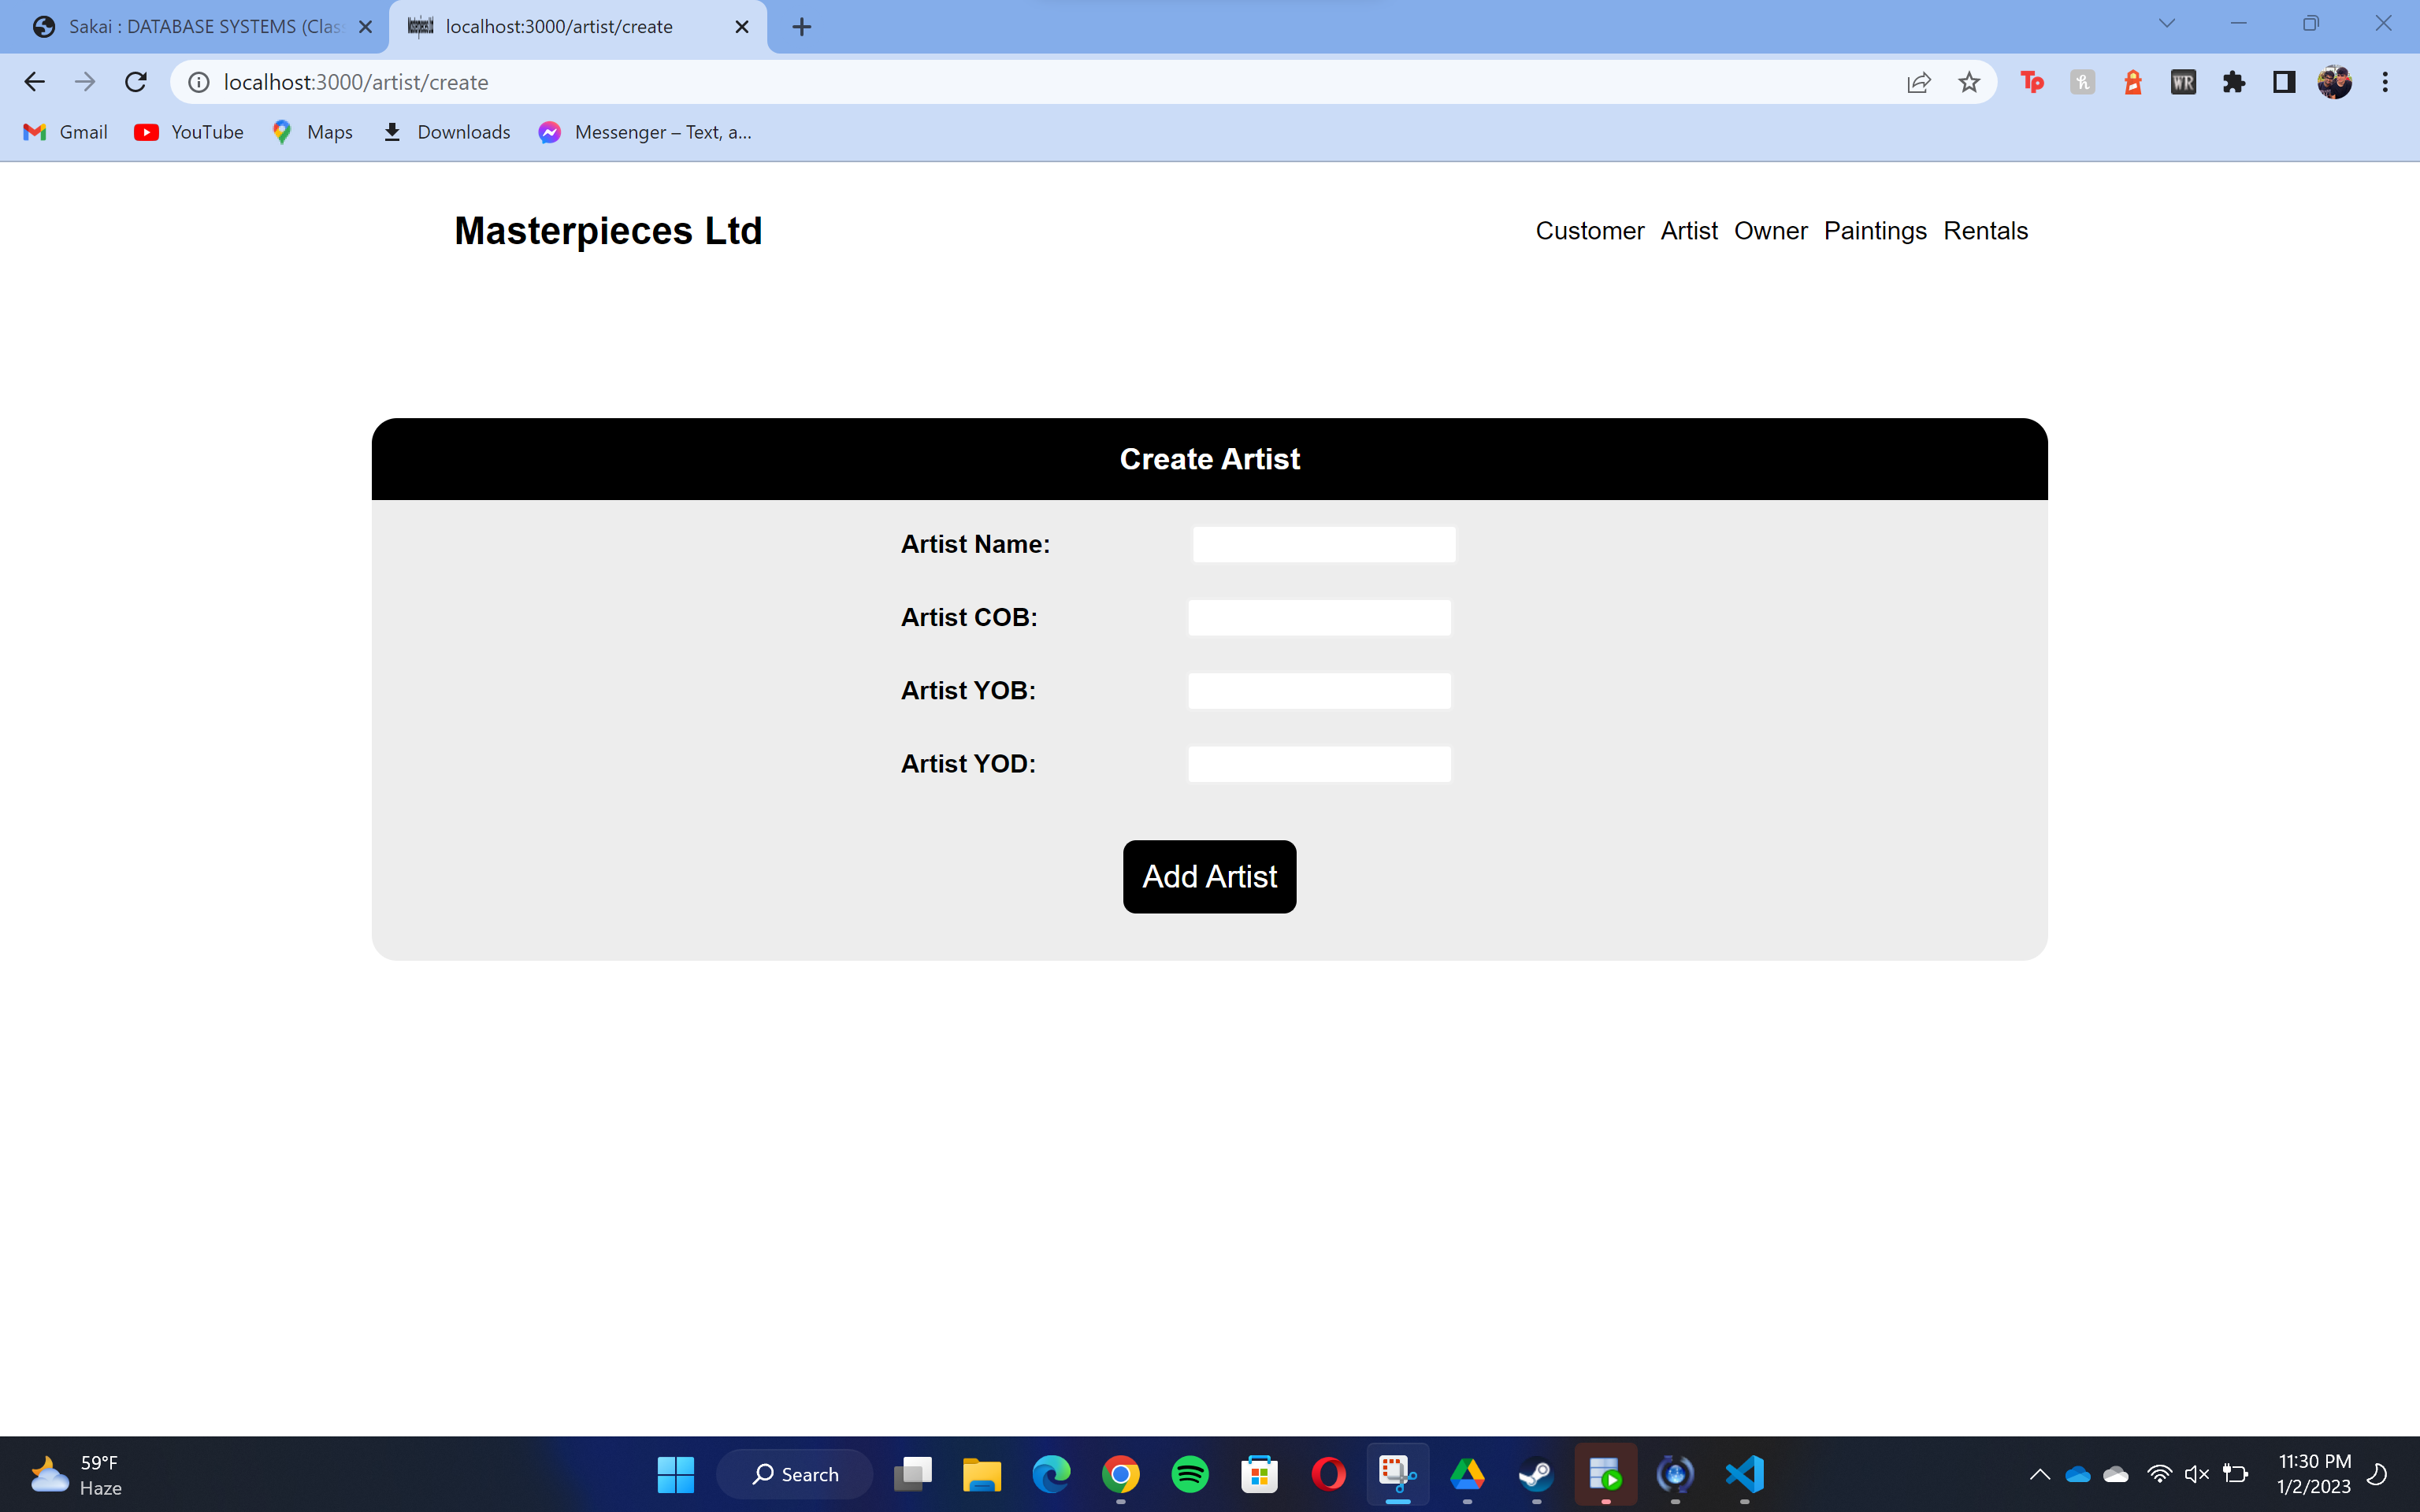 Sakai : DATABASE SYSTEMS (Clas
localhost:3000/artist/create
localhost:3000/artist/create
Gmail YouTube Maps Downloads Messenger – Text, a...
Masterpieces Ltd
Customer Artist Owner Paintings Rentals
Create Artist
Artist Name:
Artist COB:
Artist YOB:
Artist YOD:
Add Artist
59°F
Haze
Search
11:30 PM
1/2/2023